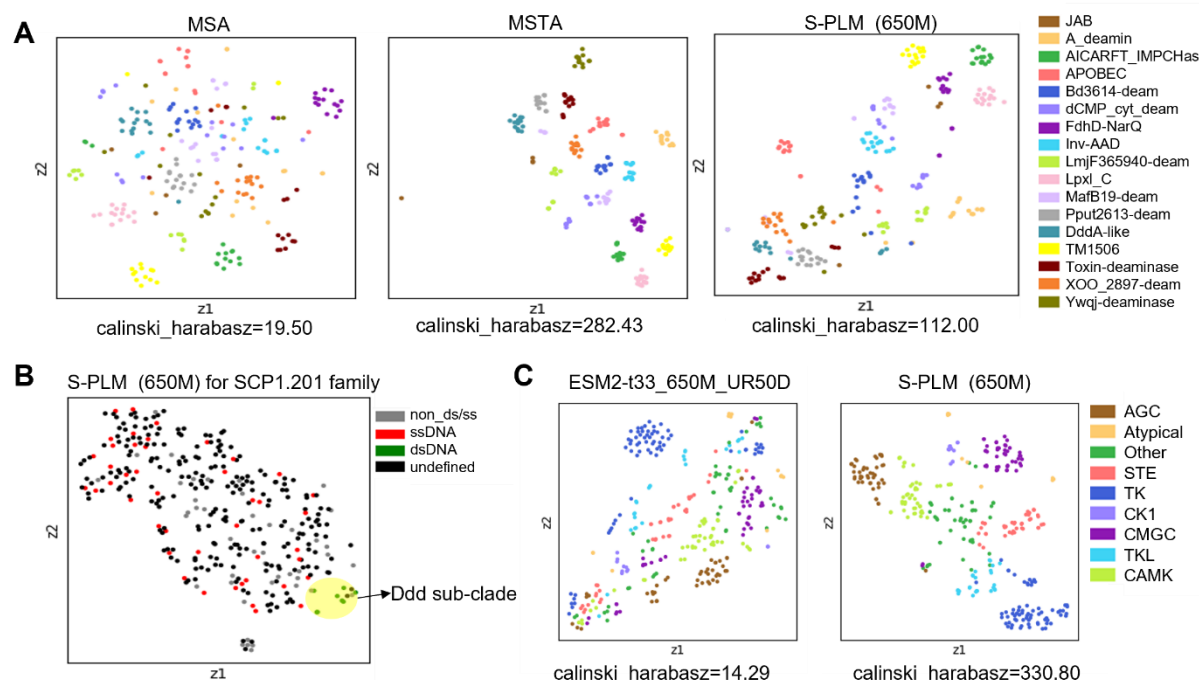 A
MSA
MSTA
S-PLM (650M)
z2
z1
z1
z2
z1
calinski_harabasz=19.50
calinski_harabasz=282.43
calinski_harabasz=112.00
JAB
A_deamin
AICARFT_IMPCHas
APOBEC
Bd3614-deam
dCMP_cyt_deam
FdhD-NarQ
Inv-AAD
LmjF365940-deam
Lpxl_C
MafB19-deam
Pput2613-deam
DddA-like
TM1506
Toxin-deaminase
XOO_2897-deam
Ywqj-deaminase
B
S-PLM (650M) for SCP1.201 family
z2
z1
non_ds/ss
ssDNA
dsDNA
undefined
Ddd sub-clade
C
ESM2-t33_650M_UR50D
S-PLM (650M)
z2
z1
z2
z1
calinski_harabasz=14.29
calinski_harabasz=330.80
AGC
Atypical
Other
STE
TK
CK1
CMGC
TKL
CAMK